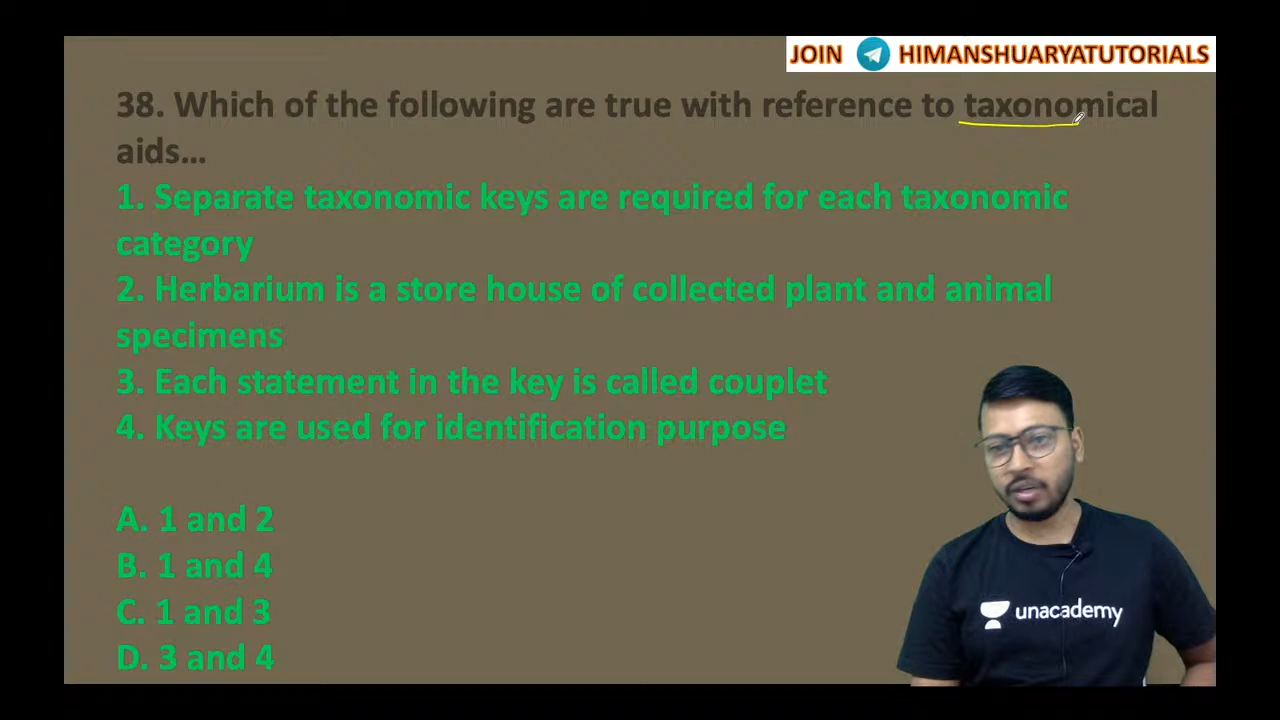 JOIN HIMANSHUARYATUTORIALS
38. Which of the following are true with reference to taxonomical
aids...
1. Separate taxonomic keys are required for each taxonomic
category
2. Herbarium is a store house of collected plant and animal
specimens
3. Each statement in the key is called couplet
4. Keys are used for identification purpose
A. 1 and 2
B. 1 and 4
C. 1 and 3
D. 3 and 4
unacademy